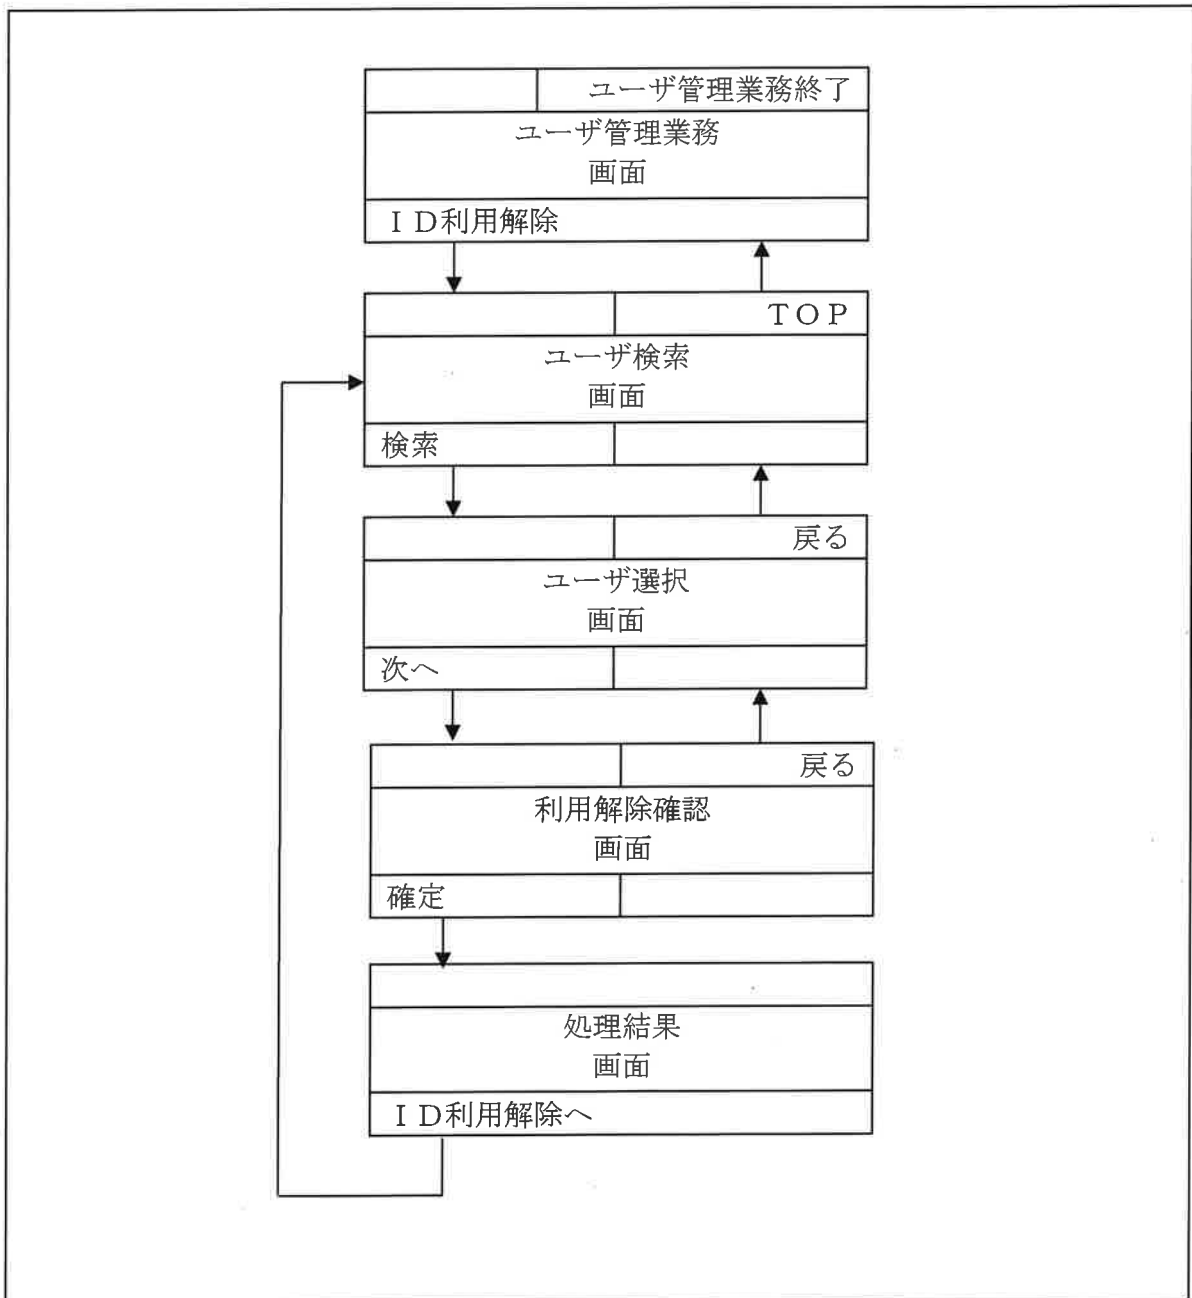 ユーザ管理業務終了
ユーザ管理業務
画面
ＩＤ利用解除
ＴＯＰ
ユーザ検索
画面
検索
戻る
ユーザ選択
画面
次へ
戻る
利用解除確認
画面
確定
処理結果
画面
ＩＤ利用解除へ